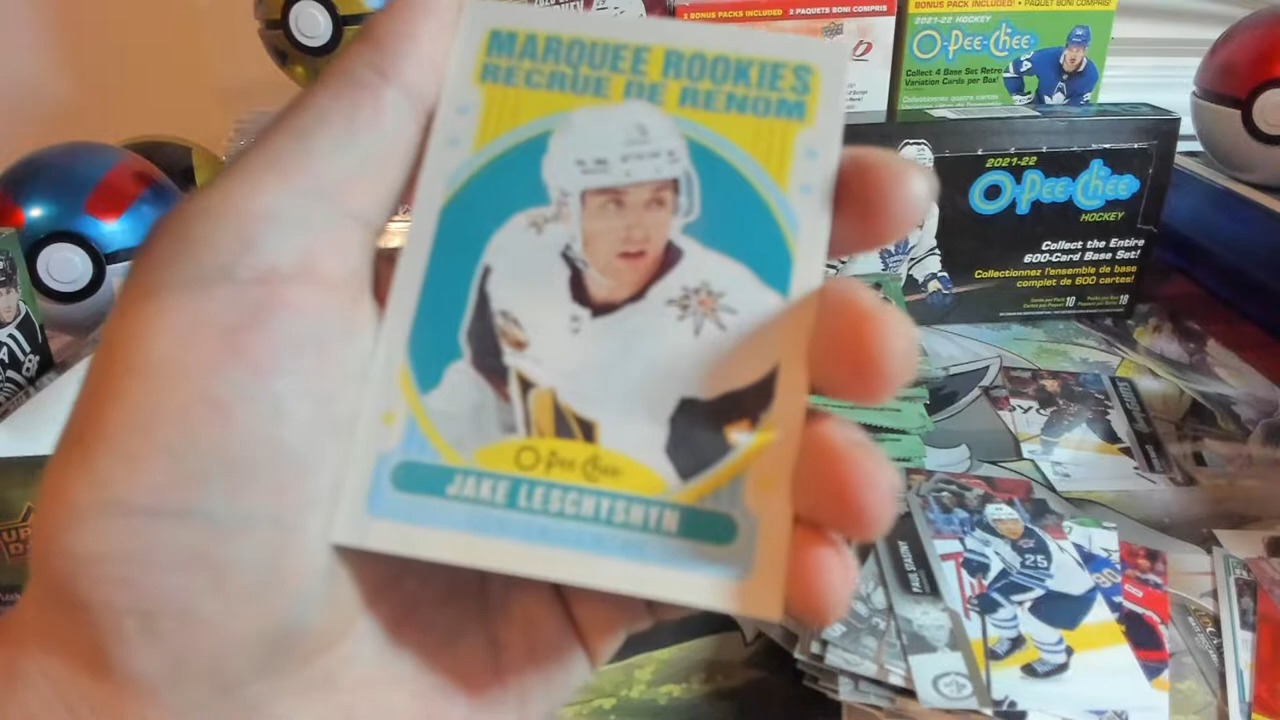 MARQUEE ROOKIES
RECRUE DE RENOM
O-Pee-Chee
JAKE LESCHYSHYN
2 BONUS PACKS INCLUDED · 2 PAQUETS BONI COMPRIS
BONUS PACK INCLUDED! · PAQUET BONI COMPRIS!
2021-22 HOCKEY
O-Pee-Chee
Collect 4 Base Set Retro
Variation Cards per Box!
2021-22
O-Pee-Chee
HOCKEY
Collect the Entire
600-Card Base Set!
Collectionnez l'ensemble de base
complet de 600 cartes!
10
18
PAUL STASTNY
25
90